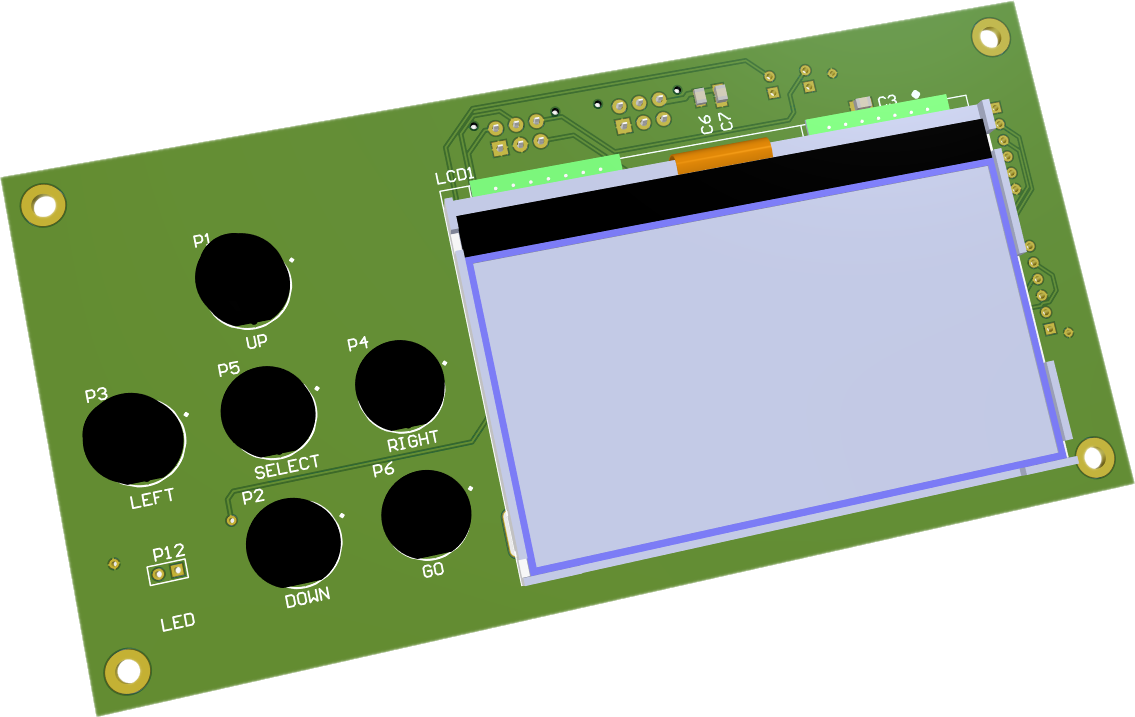 C3
C6
C7
LCD1
P1
UP
P4
P5
P3
RIGHT
SELECT
P6
LEFT
P2
P12
GO
DOWN
LED